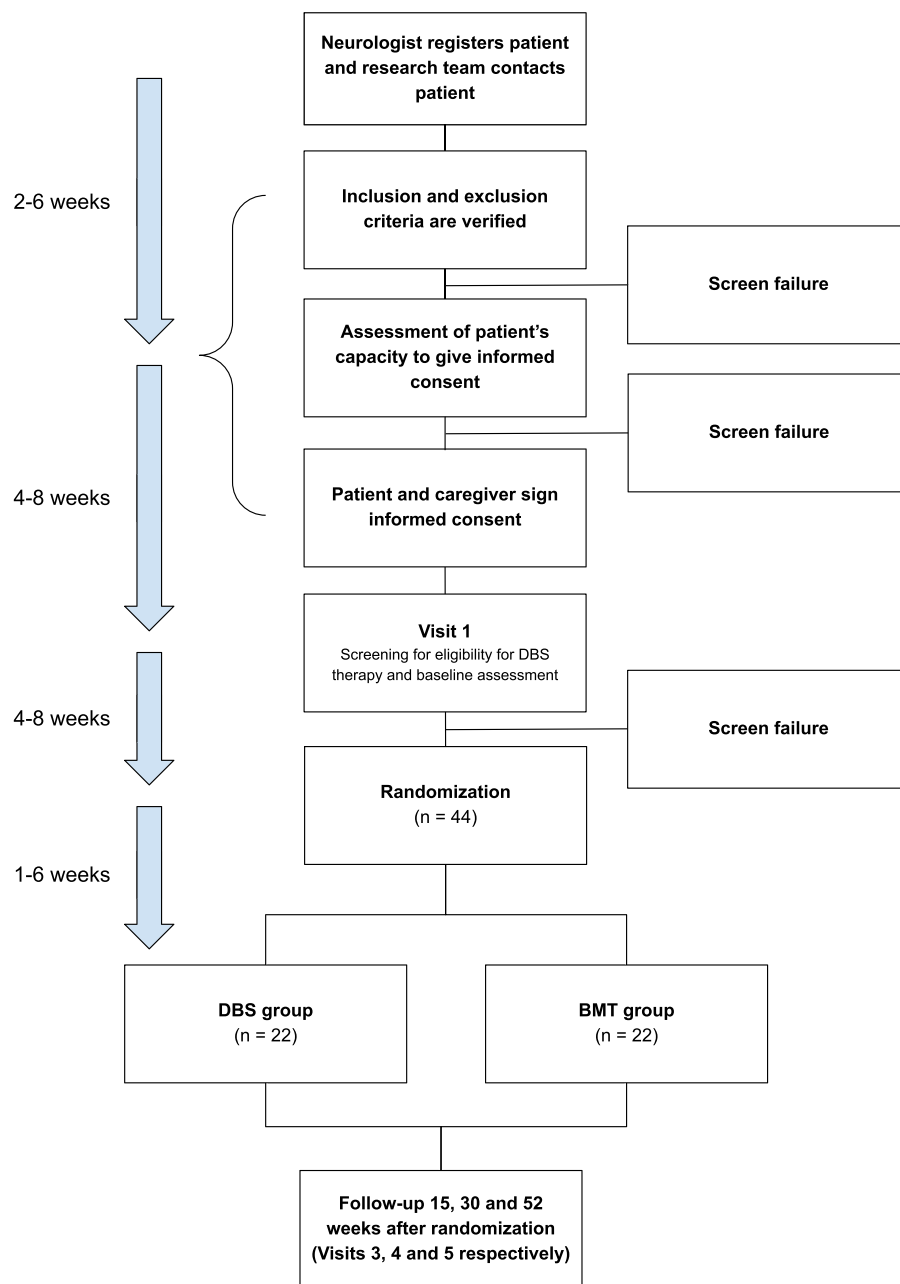 Neurologist registers patient
and research team contacts
patient
2-6 weeks
Inclusion and exclusion
criteria are verified
Screen failure
Assessment of patient’s
capacity to give informed
consent
Screen failure
4-8 weeks
Patient and caregiver sign
informed consent
Visit 1
Screening for eligibility for DBS
therapy and baseline assessment
4-8 weeks
Screen failure
Randomization
(n = 44)
1-6 weeks
DBS group
(n = 22)
BMT group
(n = 22)
Follow-up 15, 30 and 52
weeks after randomization
(Visits 3, 4 and 5 respectively)